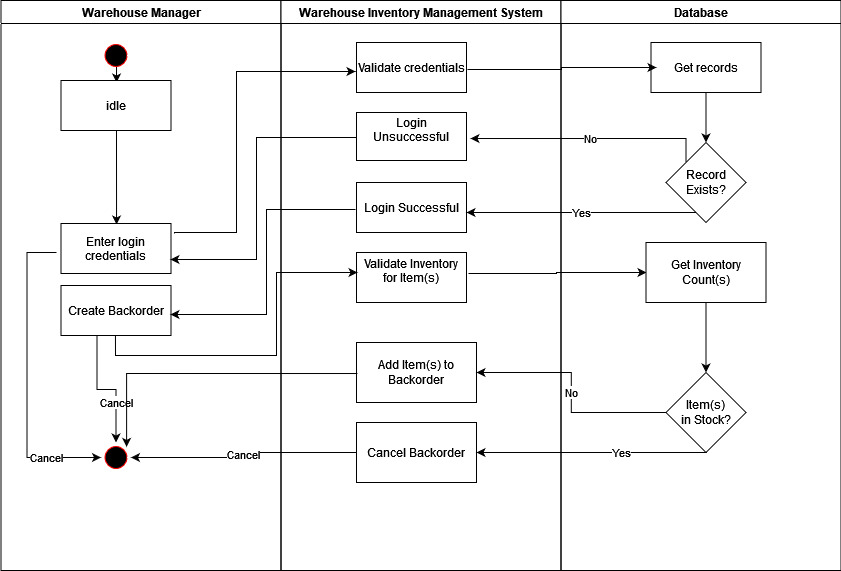 Warehouse Manager
Warehouse Inventory Management System
Database
idle
Enter login
credentials
Create Backorder
Cancel
Cancel
Validate credentials
Login
Unsuccessful
Login Successful
Validate Inventory
for Item(s)
Add Item(s) to
Backorder
Cancel Backorder
Cancel
Get records
No
Record
Exists?
Yes
Get Inventory
Count(s)
No
Item(s)
in Stock?
Yes